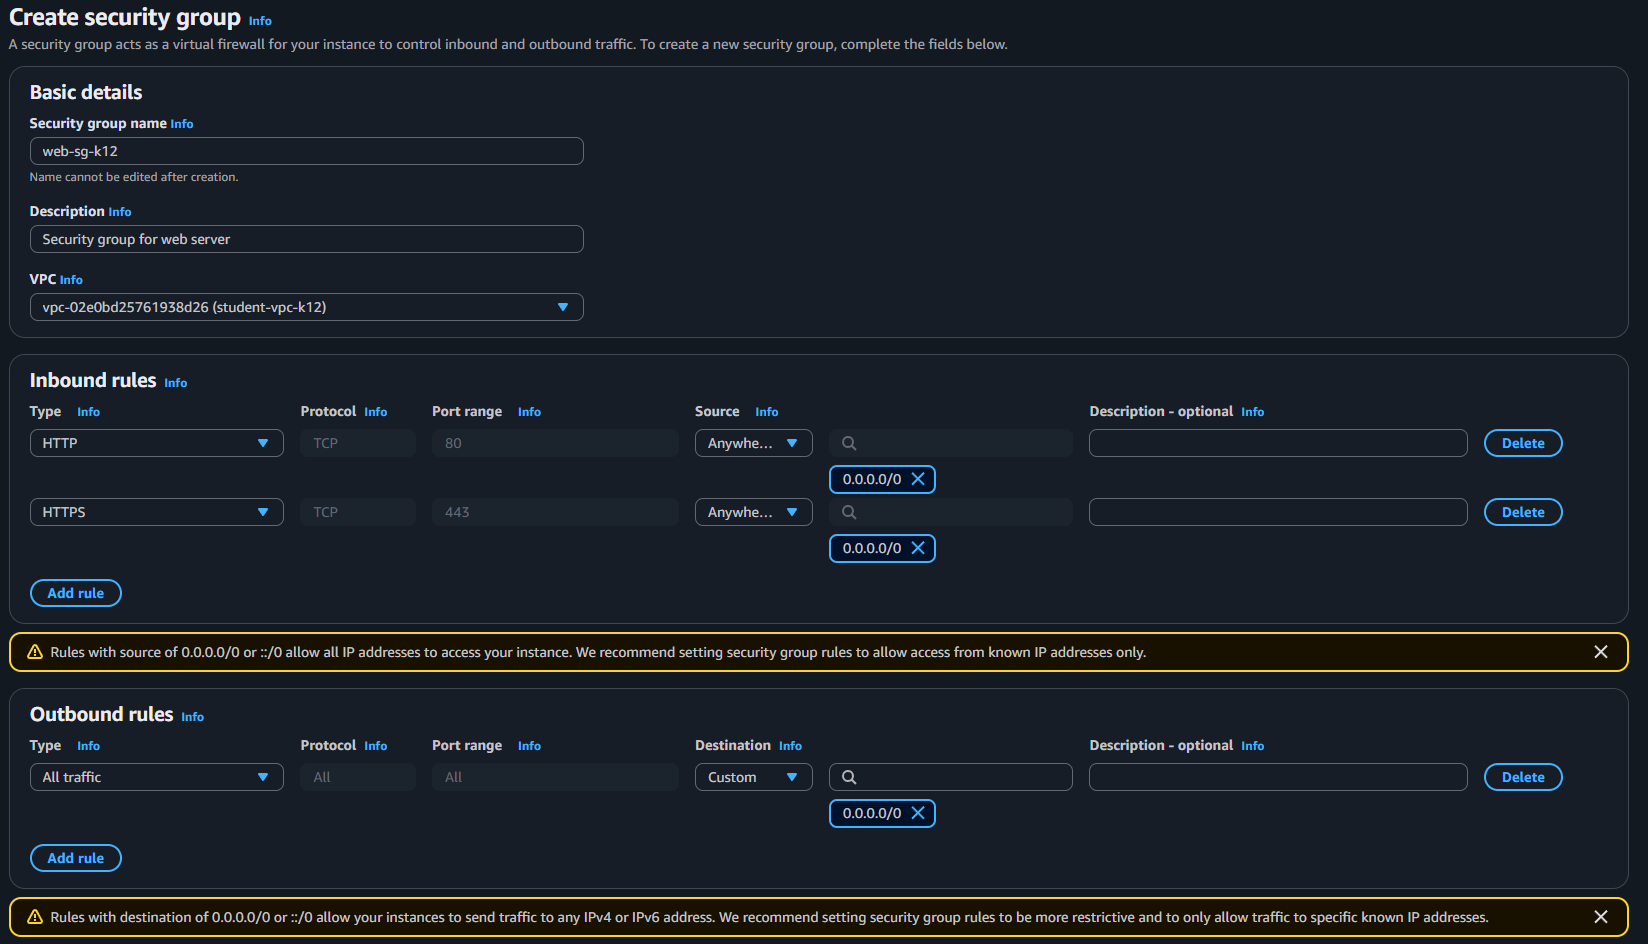 Create security group Info
A security group acts as a virtual firewall for your instance to control inbound and outbound traffic. To create a new security group, complete the fields below.
Basic details
Security group name Info
web-sg-k12
Name cannot be edited after creation.
Description Info
Security group for web server
VPC Info
vpc-02e0bd25761938d26 (student-vpc-k12)
Inbound rules Info
Type Info Protocol Info Port range Info Source Info Description - optional Info
HTTP TCP 80 Anywhe... Delete
0.0.0.0/0
HTTPS TCP 443 Anywhe... Delete
0.0.0.0/0
Add rule
Rules with source of 0.0.0.0/0 or ::/0 allow all IP addresses to access your instance. We recommend setting security group rules to allow access from known IP addresses only.
Outbound rules Info
Type Info Protocol Info Port range Info Destination Info Description - optional Info
All traffic All All Custom Delete
0.0.0.0/0
Add rule
Rules with destination of 0.0.0.0/0 or ::/0 allow your instances to send traffic to any IPv4 or IPv6 address. We recommend setting security group rules to be more restrictive and to only allow traffic to specific known IP addresses.